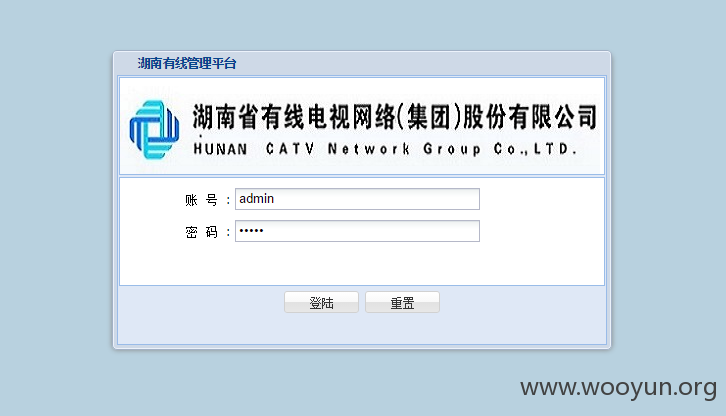 湖南有线管理平台
湖南省有线电视网络(集团)股份有限公司
HUNAN CATV Network Group Co.,LTD.
账 号 : admin
密 码 : •••••
登陆 重置
www.wooyun.org